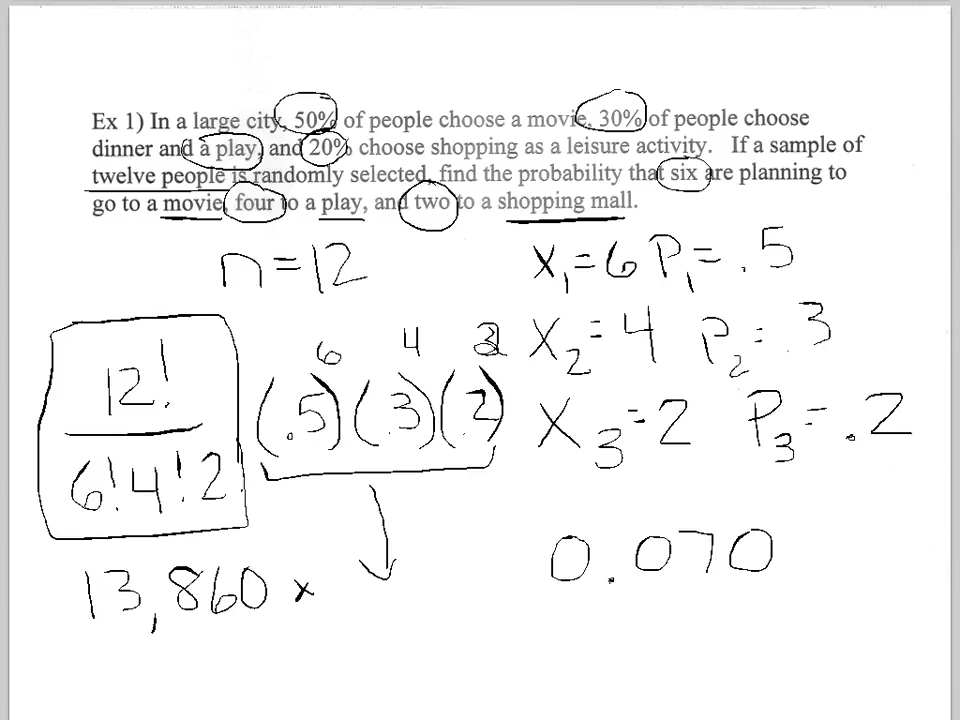 Ex 1) In a large city, 50% of people choose a movie, 30% of people choose
dinner and a play, and 20% choose shopping as a leisure activity. If a sample of
twelve people is randomly selected, find the probability that six are planning to
go to a movie, four to a play, and two to a shopping mall.
n = 12
x₁ = 6 P₁ = .5
x₂ = 4 P₂ = .3
x₃ = 2 P₃ = .2
12!
6! 4! 2!
(.5)⁶ (.3)⁴ (.2)²
13,860 ×
0.070